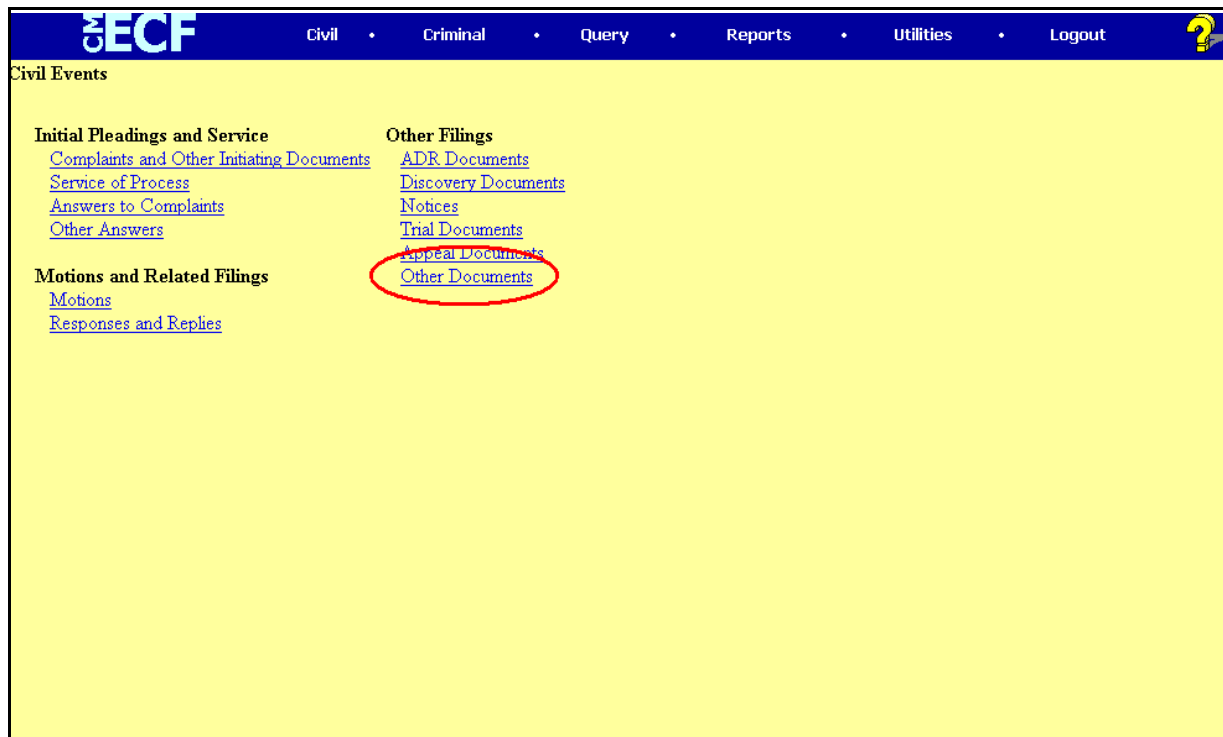 CM ECF Civil • Criminal • Query • Reports • Utilities • Logout ?
Civil Events
Initial Pleadings and Service
Complaints and Other Initiating Documents
Service of Process
Answers to Complaints
Other Answers
Motions and Related Filings
Motions
Responses and Replies
Other Filings
ADR Documents
Discovery Documents
Notices
Trial Documents
Appeal Documents
Other Documents